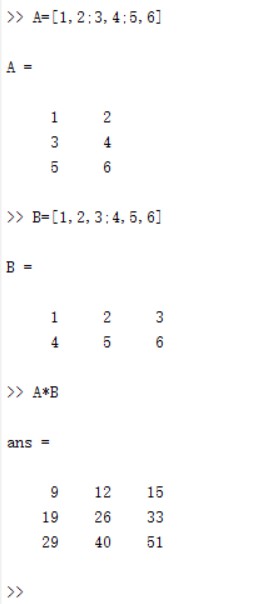 >> A=[1,2;3,4;5,6]
A =
1 2
3 4
5 6
>> B=[1,2,3;4,5,6]
B =
1 2 3
4 5 6
>> A*B
ans =
9 12 15
19 26 33
29 40 51
>>